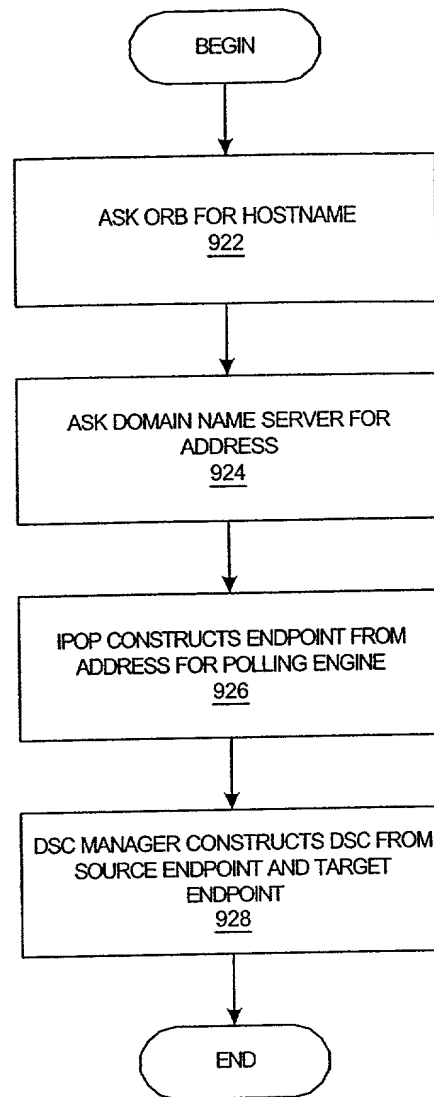 BEGIN
ASK ORB FOR HOSTNAME
922
ASK DOMAIN NAME SERVER FOR
ADDRESS
924
IPOP CONSTRUCTS ENDPOINT FROM
ADDRESS FOR POLLING ENGINE
926
DSC MANAGER CONSTRUCTS DSC FROM
SOURCE ENDPOINT AND TARGET
ENDPOINT
928
END